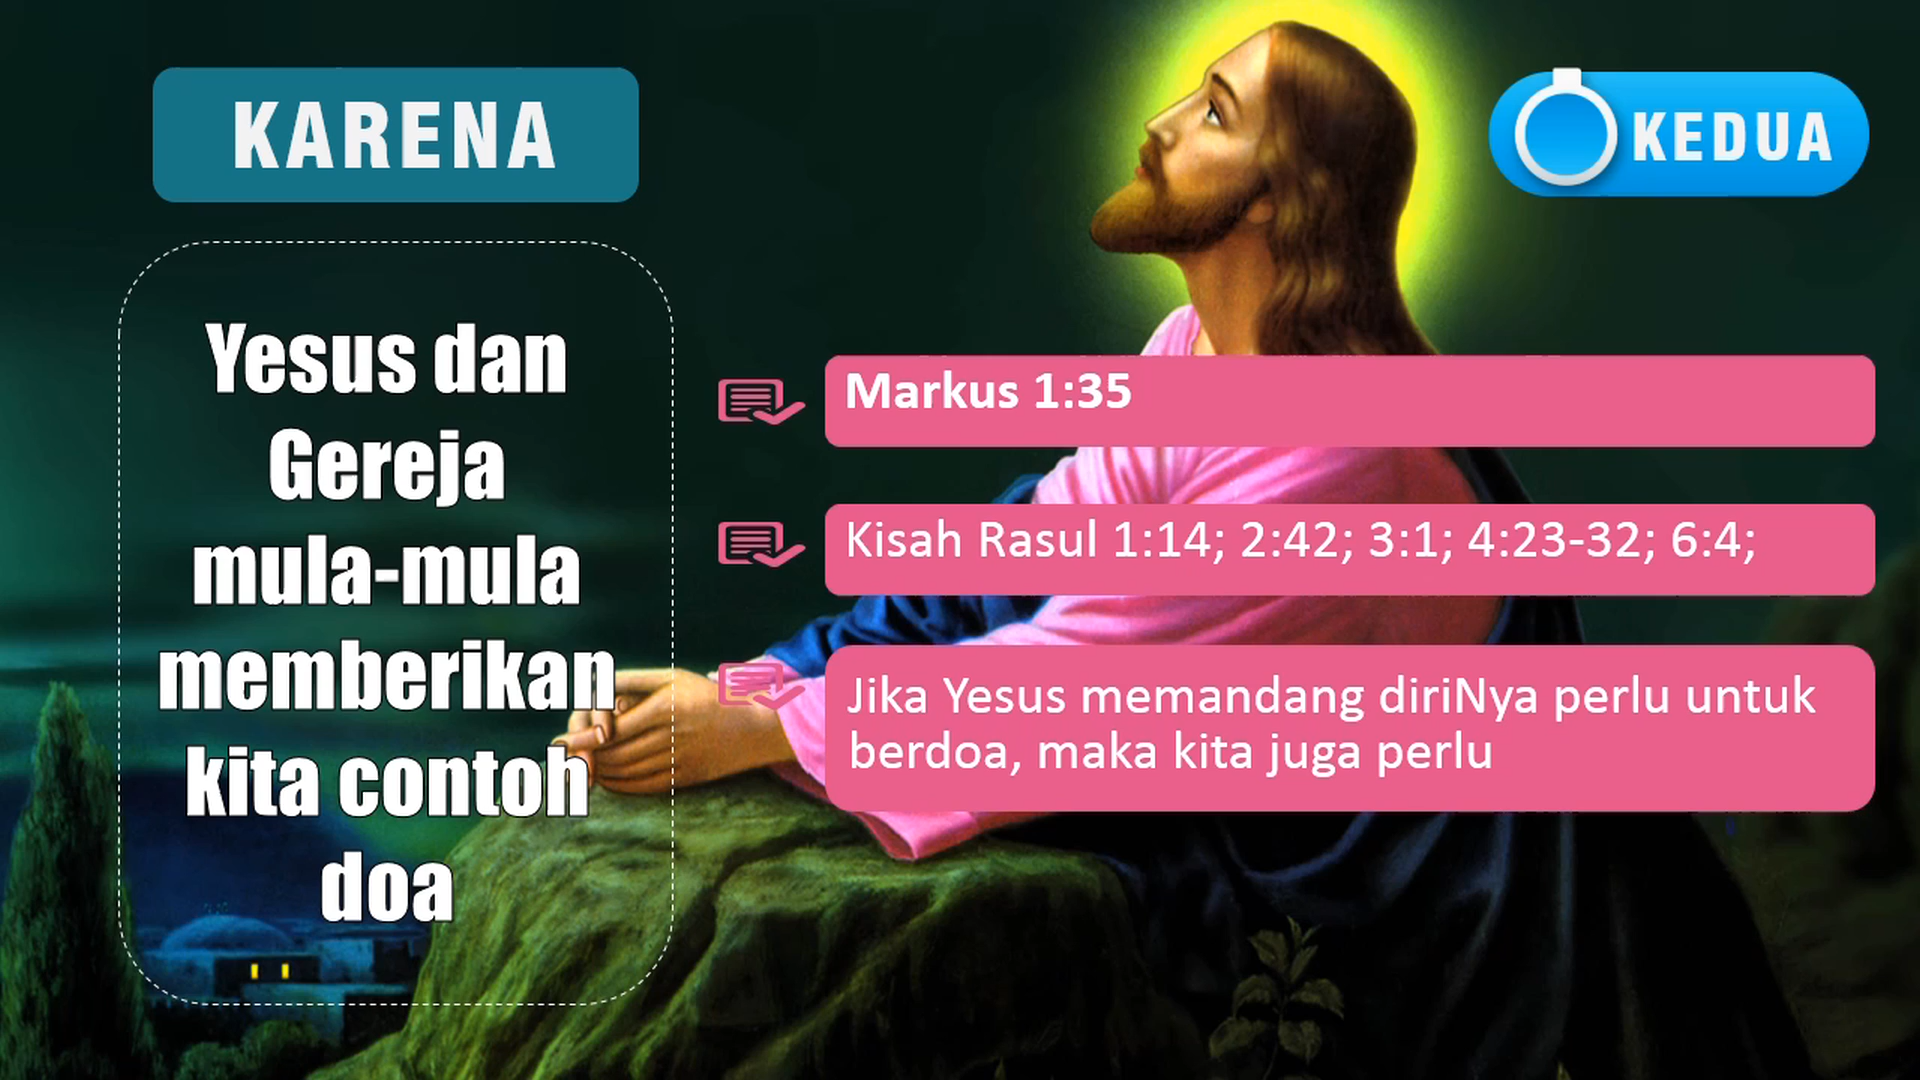 KARENA
KEDUA
Yesus dan
Gereja
mula-mula
memberikan
kita contoh
doa
Markus 1:35
Kisah Rasul 1:14; 2:42; 3:1; 4:23-32; 6:4;
Jika Yesus memandang diriNya perlu untuk
berdoa, maka kita juga perlu